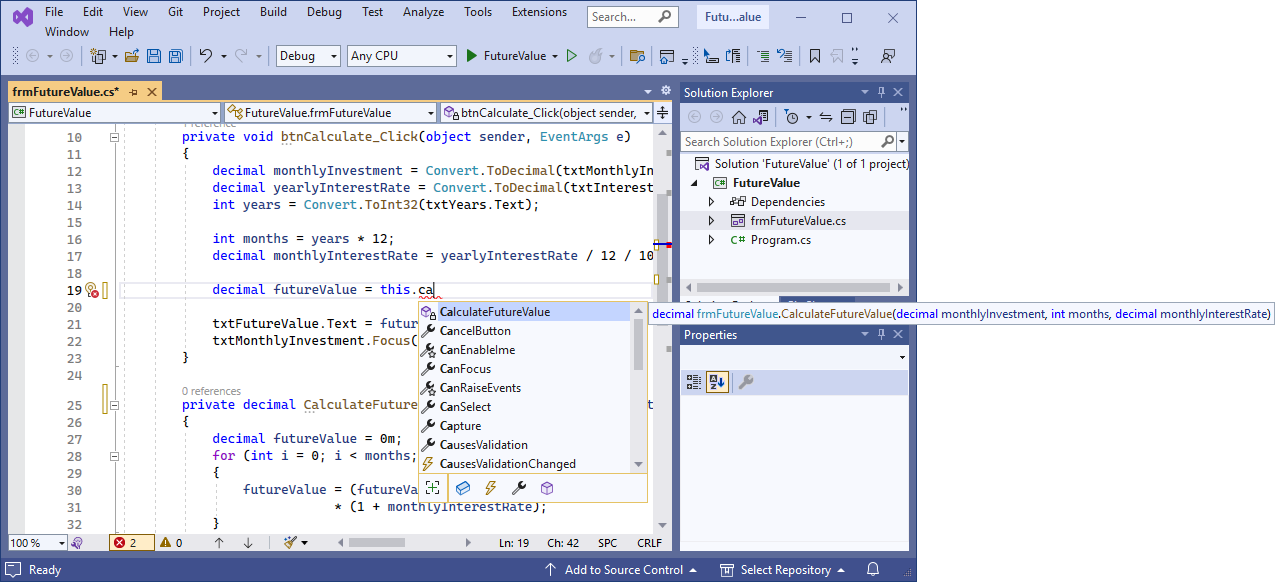 File Edit View Git Project Build Debug Test Analyze Tools Extensions Search... Futu...alue
Window Help
Debug Any CPU FutureValue
frmFutureValue.cs*
C# FutureValue FutureValue.frmFutureValue btnCalculate_Click(object sender,
10 private void btnCalculate_Click(object sender, EventArgs e)
11 {
12 decimal monthlyInvestment = Convert.ToDecimal(txtMonthlyIn
13 decimal yearlyInterestRate = Convert.ToDecimal(txtInterest
14 int years = Convert.ToInt32(txtYears.Text);
15
16 int months = years * 12;
17 decimal monthlyInterestRate = yearlyInterestRate / 12 / 10
18
19 decimal futureValue = this.ca
20
21 txtFutureValue.Text = futur
22 txtMonthlyInvestment.Focus(
23 }
24
0 references
25 private decimal CalculateFuture
26 {
27 decimal futureValue = 0m;
28 for (int i = 0; i < months;
29 {
30 futureValue = (futureVa
31 * (1 + monthlyInterestRate);
32 }
CalculateFutureValue
CancelButton
CanEnableIme
CanFocus
CanRaiseEvents
CanSelect
Capture
CausesValidation
CausesValidationChanged
decimal frmFutureValue.CalculateFutureValue(decimal monthlyInvestment, int months, decimal monthlyInterestRate)
100 % 2 0 Ln: 19 Ch: 42 SPC CRLF
Solution Explorer
Search Solution Explorer (Ctrl+;)
Solution 'FutureValue' (1 of 1 project)
C# FutureValue
Dependencies
frmFutureValue.cs
C# Program.cs
Properties
Ready Add to Source Control Select Repository